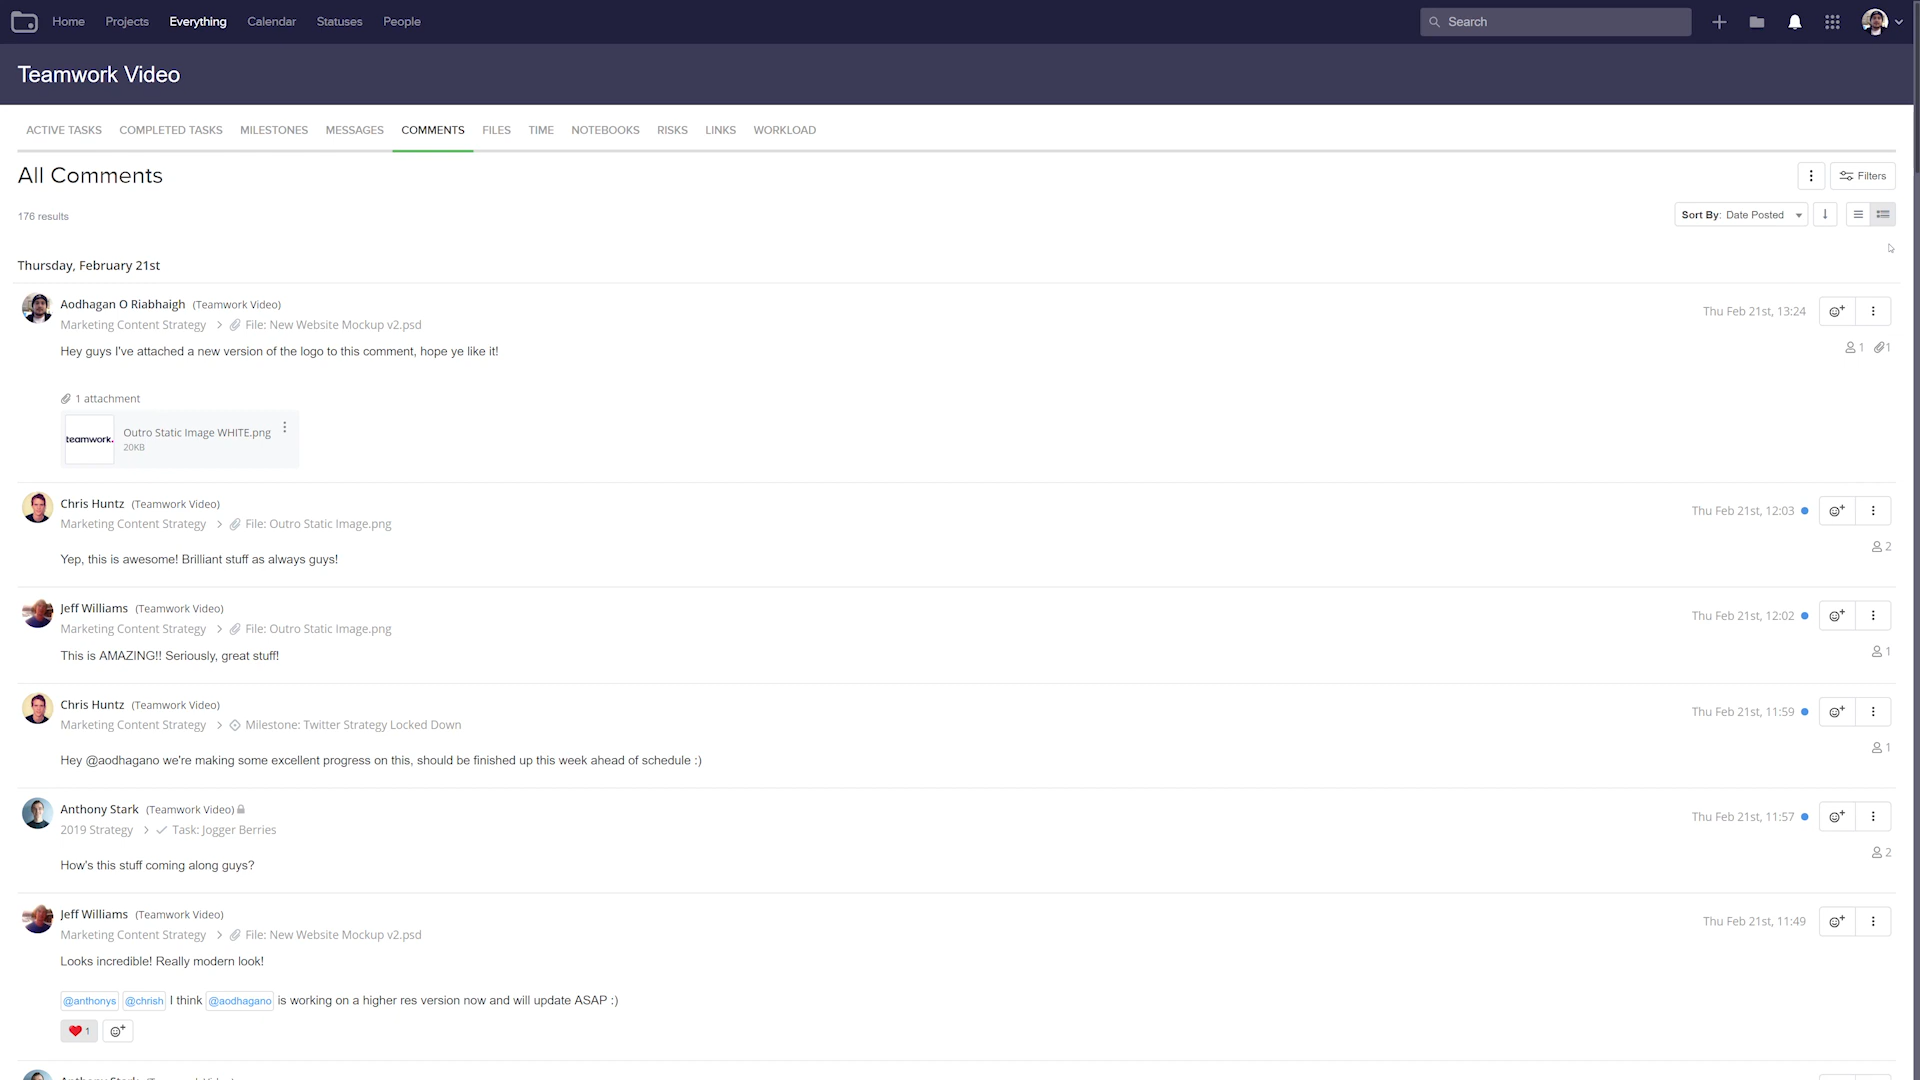 Home Projects Everything Calendar Statuses People Search
Teamwork Video
ACTIVE TASKS COMPLETED TASKS MILESTONES MESSAGES COMMENTS FILES TIME NOTEBOOKS RISKS LINKS WORKLOAD
All Comments Filters
176 results Sort By: Date Posted
Thursday, February 21st
Aodhagan O Riabhaigh (Teamwork Video) Thu Feb 21st, 13:24
Marketing Content Strategy > File: New Website Mockup v2.psd
Hey guys I've attached a new version of the logo to this comment, hope ye like it! 1 1
1 attachment
teamwork. Outro Static Image WHITE.png
20KB
Chris Huntz (Teamwork Video) Thu Feb 21st, 12:03
Marketing Content Strategy > File: Outro Static Image.png
2
Yep, this is awesome! Brilliant stuff as always guys!
Jeff Williams (Teamwork Video) Thu Feb 21st, 12:02
Marketing Content Strategy > File: Outro Static Image.png
This is AMAZING!! Seriously, great stuff! 1
Chris Huntz (Teamwork Video) Thu Feb 21st, 11:59
Marketing Content Strategy > Milestone: Twitter Strategy Locked Down
1
Hey @aodhagano we're making some excellent progress on this, should be finished up this week ahead of schedule :)
Anthony Stark (Teamwork Video) Thu Feb 21st, 11:57
2019 Strategy > Task: Jogger Berries
2
How's this stuff coming along guys?
Jeff Williams (Teamwork Video) Thu Feb 21st, 11:49
Marketing Content Strategy > File: New Website Mockup v2.psd
Looks incredible! Really modern look!
@anthonys @chrish I think @aodhagano is working on a higher res version now and will update ASAP :)
1